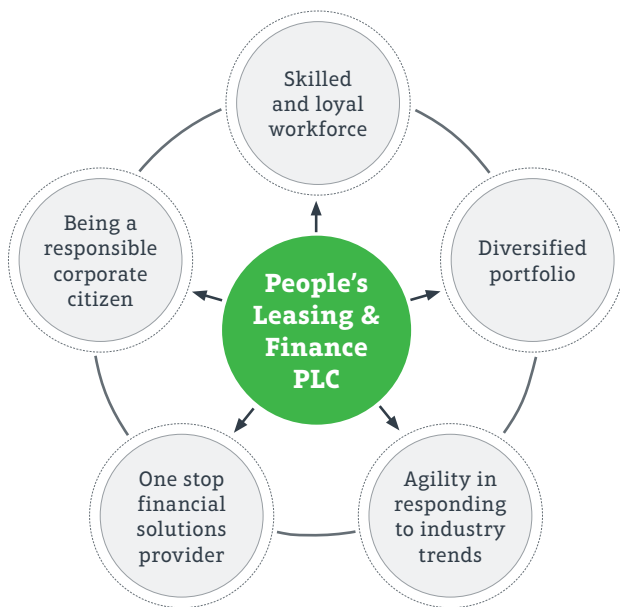 Skilled
and loyal
workforce
Being a
responsible
corporate
citizen
Diversified
portfolio
People’s
Leasing &
Finance
PLC
One stop
financial
solutions
provider
Agility in
responding
to industry
trends